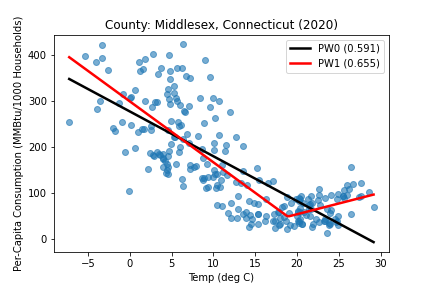 County: Middlesex, Connecticut (2020)
PW0 (0.591)
PW1 (0.655)
Per-Capita Consumption (MMBtu/1000 Households)
400
300
200
100
0
−5 0 5 10 15 20 25 30
Temp (deg C)